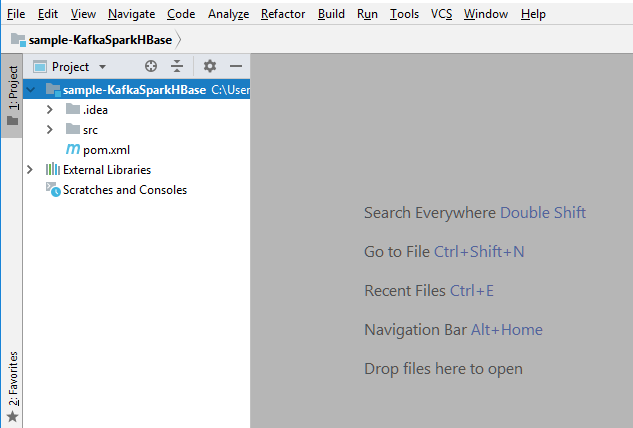 File Edit View Navigate Code Analyze Refactor Build Run Tools VCS Window Help
sample-KafkaSparkHBase
1: Project
Project
sample-KafkaSparkHBase C:\User
.idea
src
pom.xml
External Libraries
Scratches and Consoles
Search Everywhere Double Shift
Go to File Ctrl+Shift+N
Recent Files Ctrl+E
Navigation Bar Alt+Home
Drop files here to open
2: Favorites